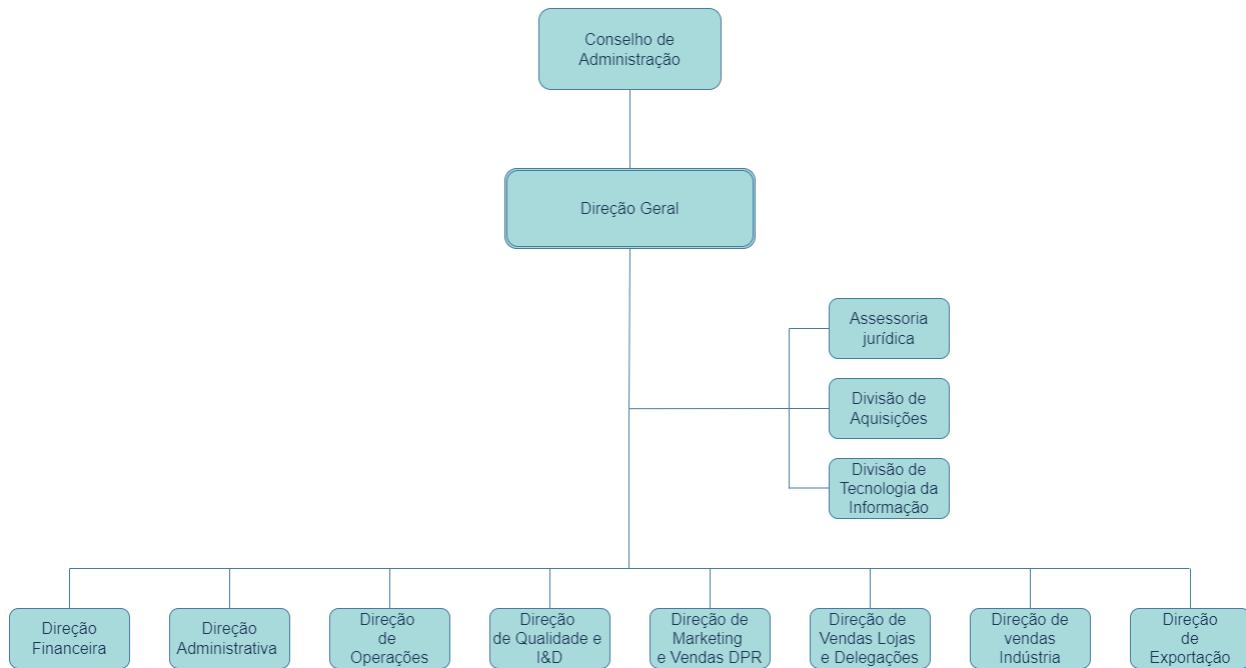 Conselho de
Administração
Direção Geral
Assessoria
jurídica
Divisão de
Aquisições
Divisão de
Tecnologia da
Informação
Direção
Financeira
Direção
Administrativa
Direção
de
Operações
Direção
de Qualidade e
I&D
Direção de
Marketing
e Vendas DPR
Direção de
Vendas Lojas
e Delegações
Direção de
vendas
Indústria
Direção
de
Exportação